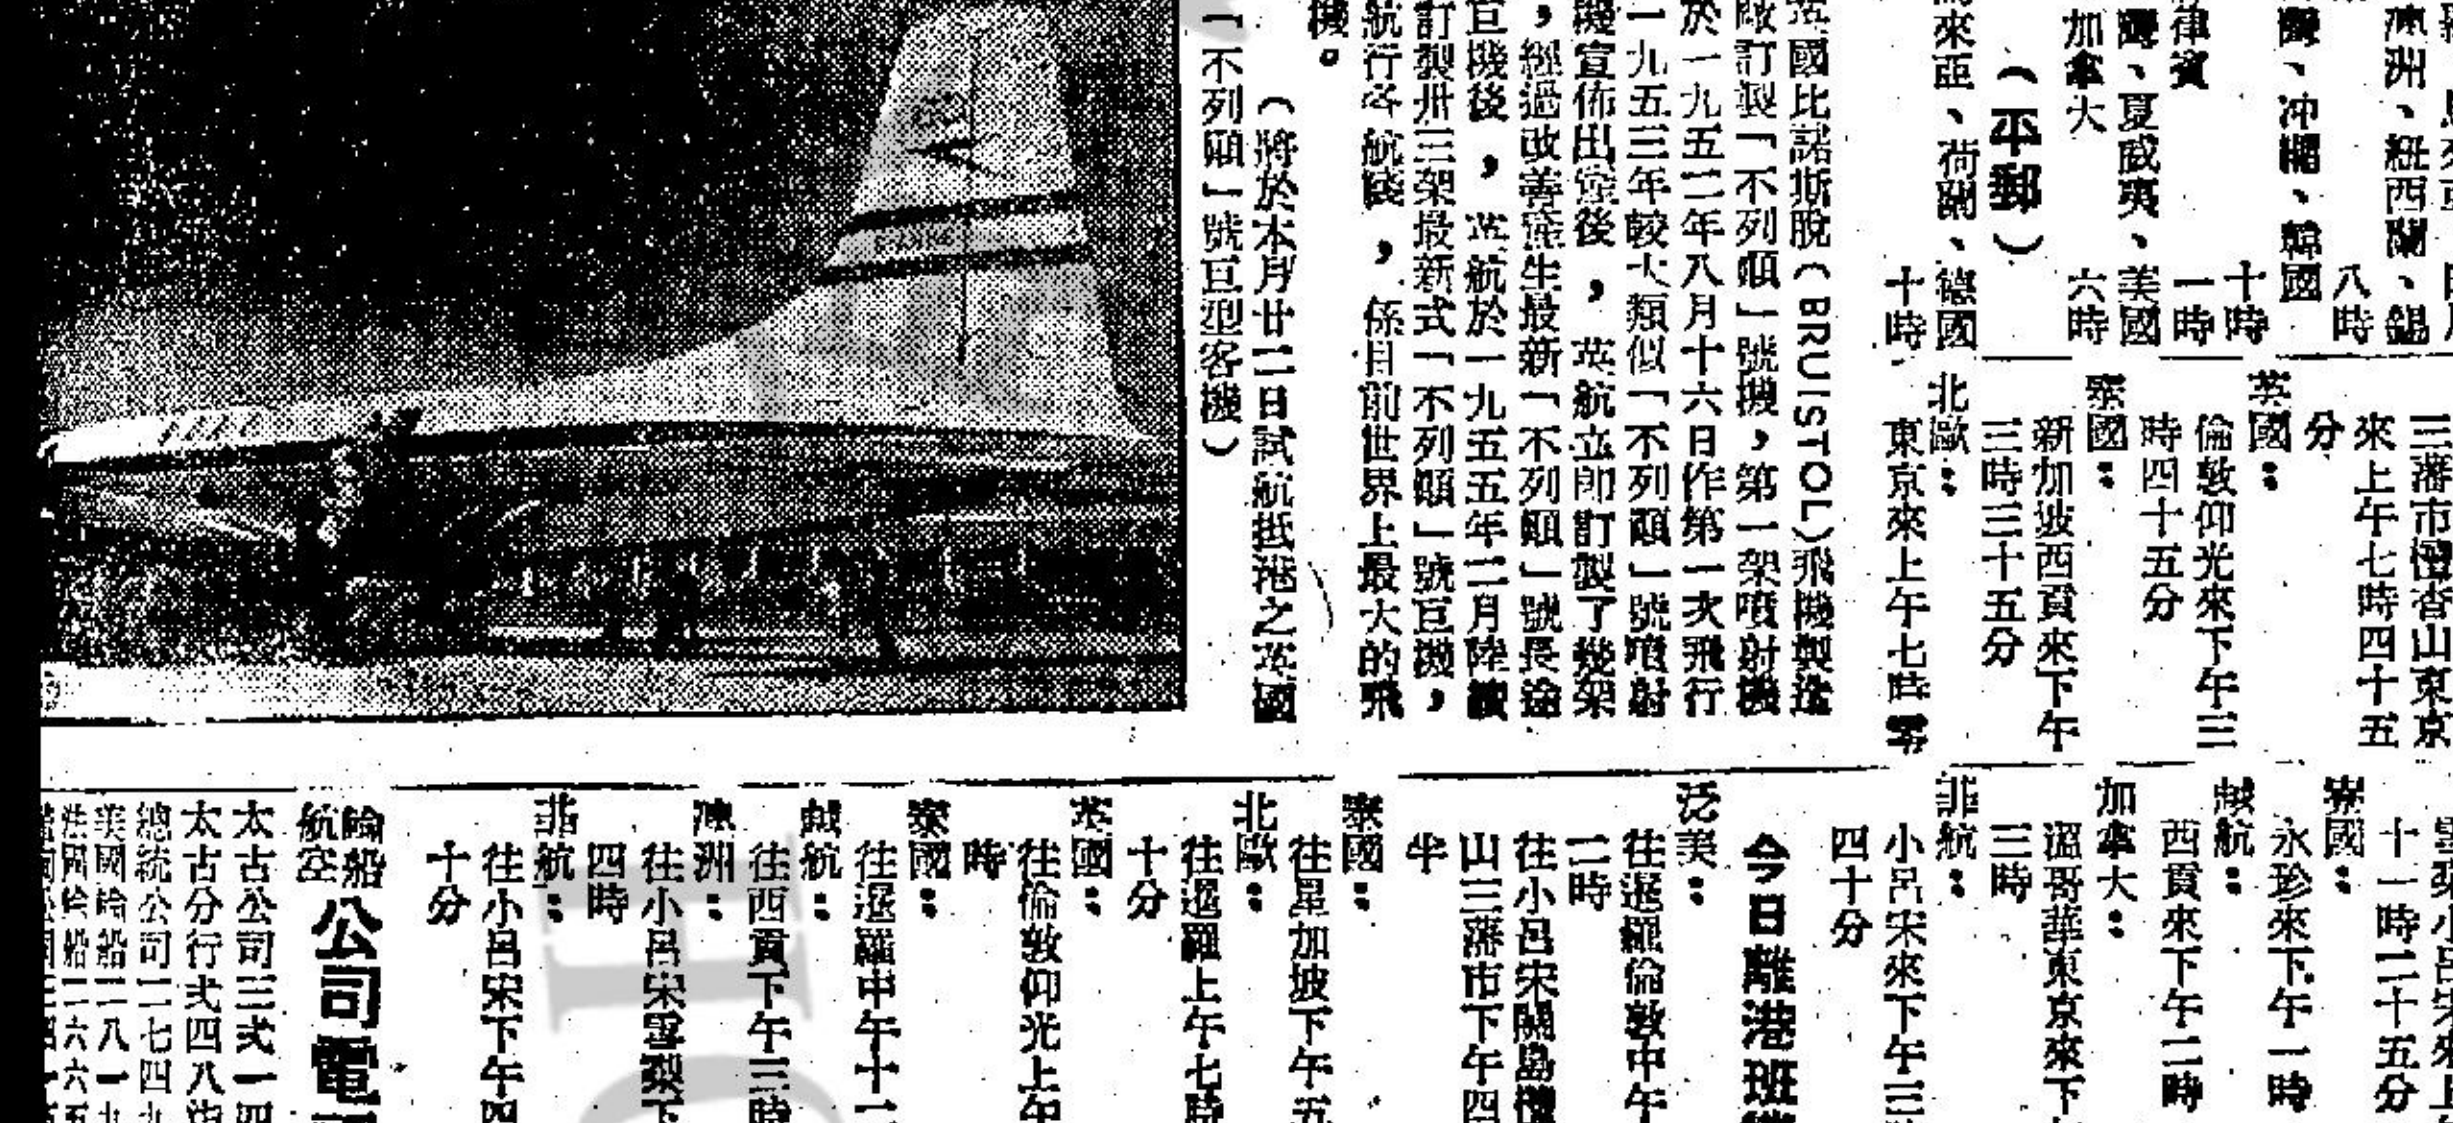 洲、紐西蘭、錫
八時
、冲繩、韓國
十時
律賓
一時
、夏威夷、美國
加拿大
六時
（平郵）
來亞、荷蘭、德國
十時
三藩市檀香山東京
來上午七時四十五
分
英國：
倫敦仰光來下午三
時四十五分
泰國：
新加坡西貢來下午
三時三十五分
北歐：
東京來上午七時零
英國比諾斯脫（BRUISTOL）飛機製造
廠訂製「不列顛」號機，第一架噴射機
於一九五二年八月十六日作第一次飛行
一九五三年較大類似「不列顛」號噴射
機宣佈出產後，英航立即訂製了幾架
，經過改善產生最新「不列顛」號長途
巨機後，英航於一九五五年二月陸續
訂製卅三架最新式「不列顛」號巨機，
航行各航綫，係目前世界上最大的飛
機。
（將於本月廿二日試航抵港之英國
「不列顛」號巨型客機）
十一時二十五分
寮國：
永珍來下午一時
越航：
西貢來下午二時
加拿大：
溫哥華東京來下
三時
菲航：
小呂宋來下午三
四十分
今日離港班
泛美：
往暹羅倫敦中午
二時
往小呂宋關島檀
山三藩市下午四
半
泰國：
往星加坡下午五
北歐：
往暹羅上午七時
十分
英國：
往倫敦仰光上午
時
泰國：
往暹羅中午十一
越航：
往西貢下午三時
澳洲：
往小呂宋雪梨下
四時
菲航：
往小呂宋下午四
十分
輪船
航空
公司電
太古公司三弍一四
太古分行弍四八
總統公司二七四九
美國輪船二八一九
法國輪船二六六五